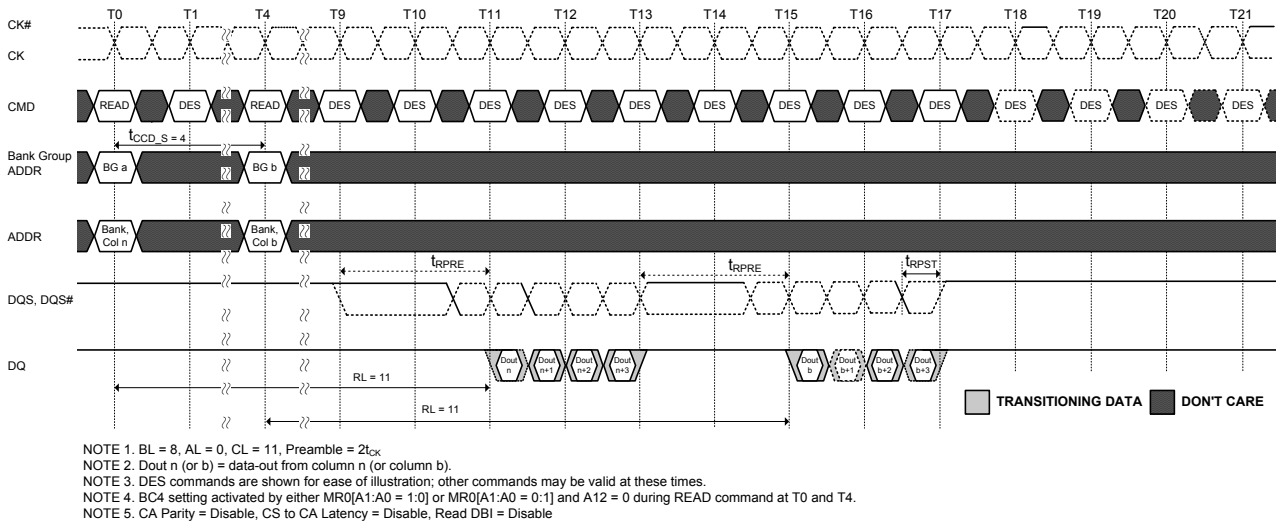 T0 T1 T4 T9 T10 T11 T12 T13 T14 T15 T16 T17 T18 T19 T20 T21
CK#
CK
CMD READ DES READ DES DES DES DES DES DES DES DES DES DES DES DES DES
tCCD_S = 4
Bank Group
ADDR
BG a BG b
ADDR
Bank,
Col n
Bank,
Col b
tRPRE tRPRE tRPST
DQS, DQS#
DQ
Dout
n
Dout
n+1
Dout
n+2
Dout
n+3
Dout
b
Dout
b+1
Dout
b+2
Dout
b+3
RL = 11
RL = 11
TRANSITIONING DATA DON'T CARE
NOTE 1. BL = 8, AL = 0, CL = 11, Preamble = 2tCK
NOTE 2. Dout n (or b) = data-out from column n (or column b).
NOTE 3. DES commands are shown for ease of illustration; other commands may be valid at these times.
NOTE 4. BC4 setting activated by either MR0[A1:A0 = 1:0] or MR0[A1:A0 = 0:1] and A12 = 0 during READ command at T0 and T4.
NOTE 5. CA Parity = Disable, CS to CA Latency = Disable, Read DBI = Disable